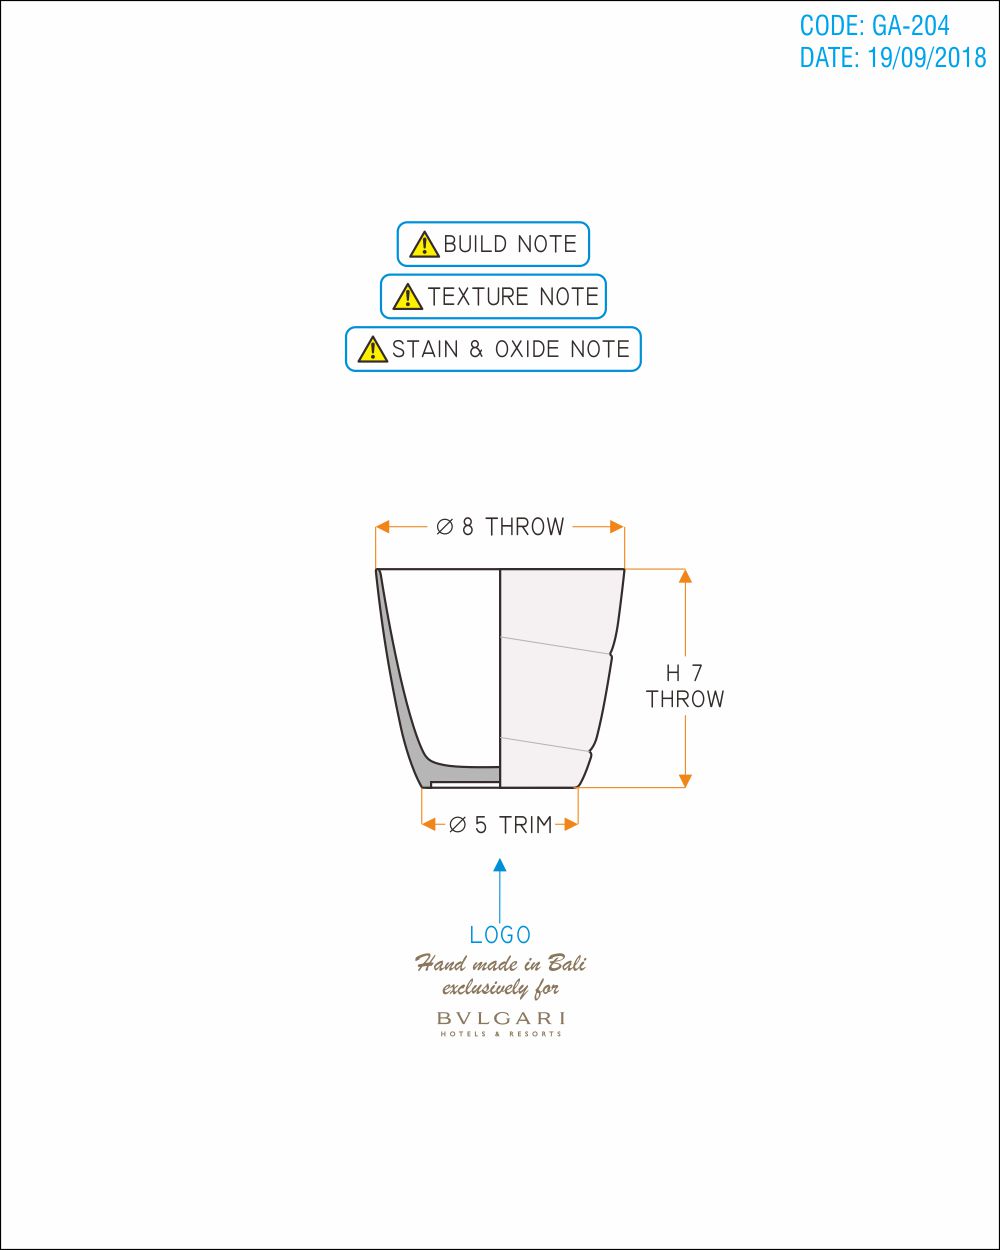 CODE: GA-204
DATE: 19/09/2018
BUILD NOTE
TEXTURE NOTE
STAIN & OXIDE NOTE
Ø 8 THROW
H 7
THROW
Ø 5 TRIM
LOGO
Hand made in Bali
exclusively for
BVLGARI
HOTELS & RESORTS